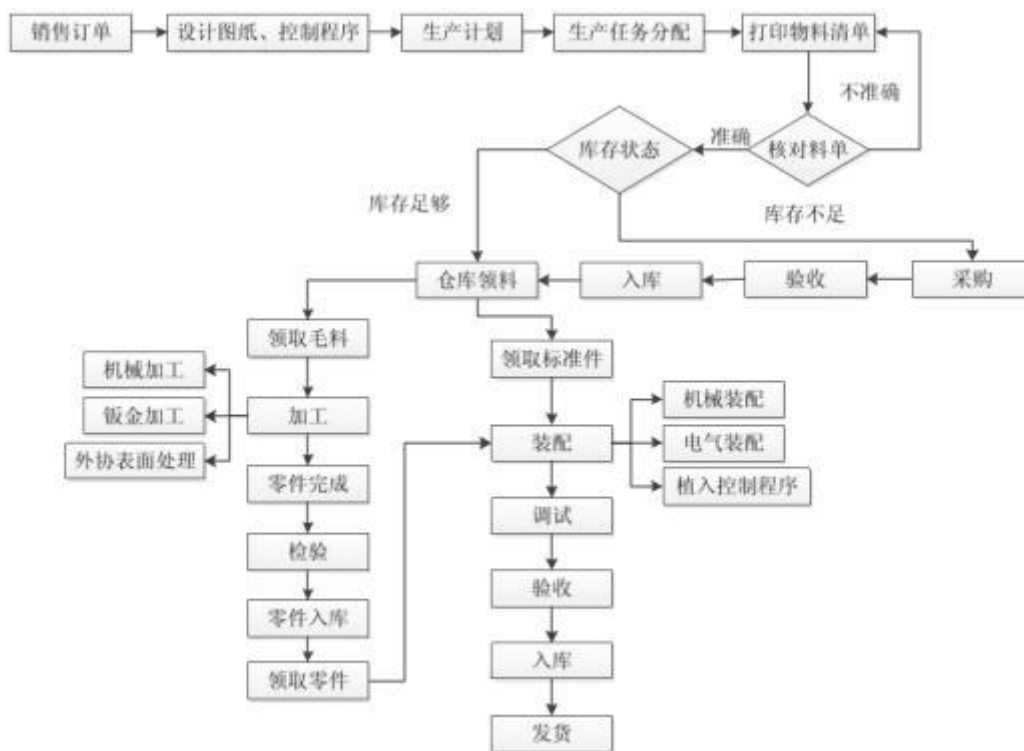 销售订单
设计图纸、控制程序
生产计划
生产任务分配
打印物料清单
不准确
核对料单
准确
库存状态
库存足够
库存不足
采购
验收
入库
仓库领料
领取毛料
机械加工
加工
钣金加工
外协表面处理
零件完成
检验
零件入库
领取零件
领取标准件
装配
机械装配
电气装配
植入控制程序
调试
验收
入库
发货